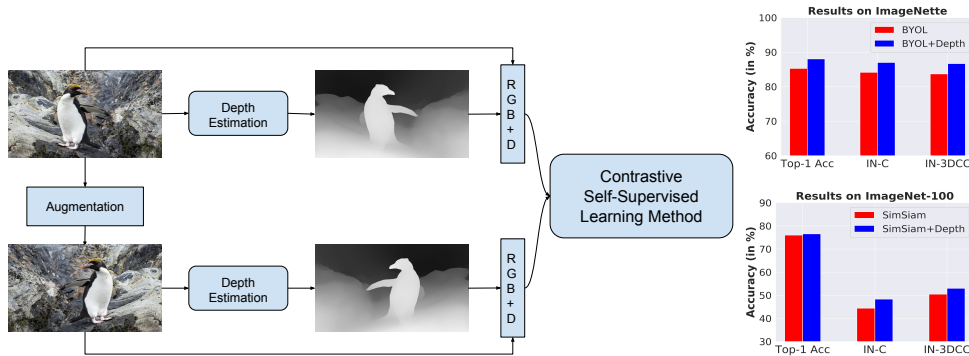 Depth
Estimation
R
G
B
+
D
Augmentation
Contrastive
Self-Supervised
Learning Method
Depth
Estimation
R
G
B
+
D
Results on ImageNette
Accuracy (in %)
100
90
80
70
60
BYOL
BYOL+Depth
Top-1 Acc
IN-C
IN-3DCC
Results on ImageNet-100
Accuracy (in %)
90
80
70
60
50
40
30
SimSiam
SimSiam+Depth
Top-1 Acc
IN-C
IN-3DCC